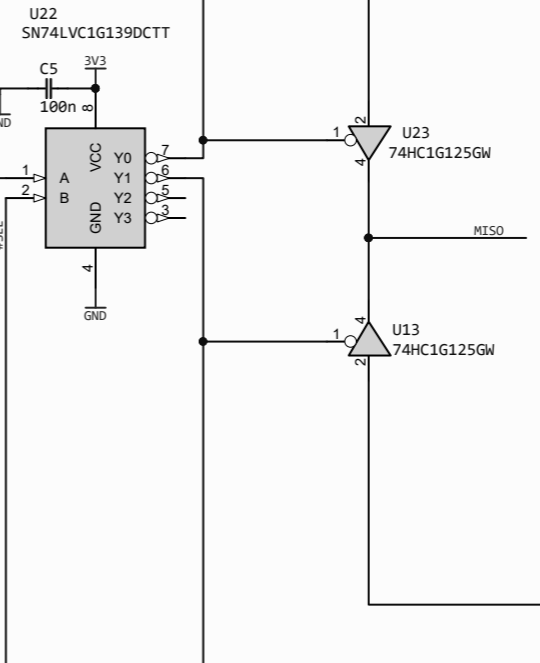 U22
SN74LVC1G139DCTT
C5
3V3
100n
8
ND
VCC
1
A
2
B
Y0
7
Y1
6
Y2
5
Y3
3
GND
4
GND
2
1
U23
74HC1G125GW
4
MISO
4
1
U13
74HC1G125GW
2